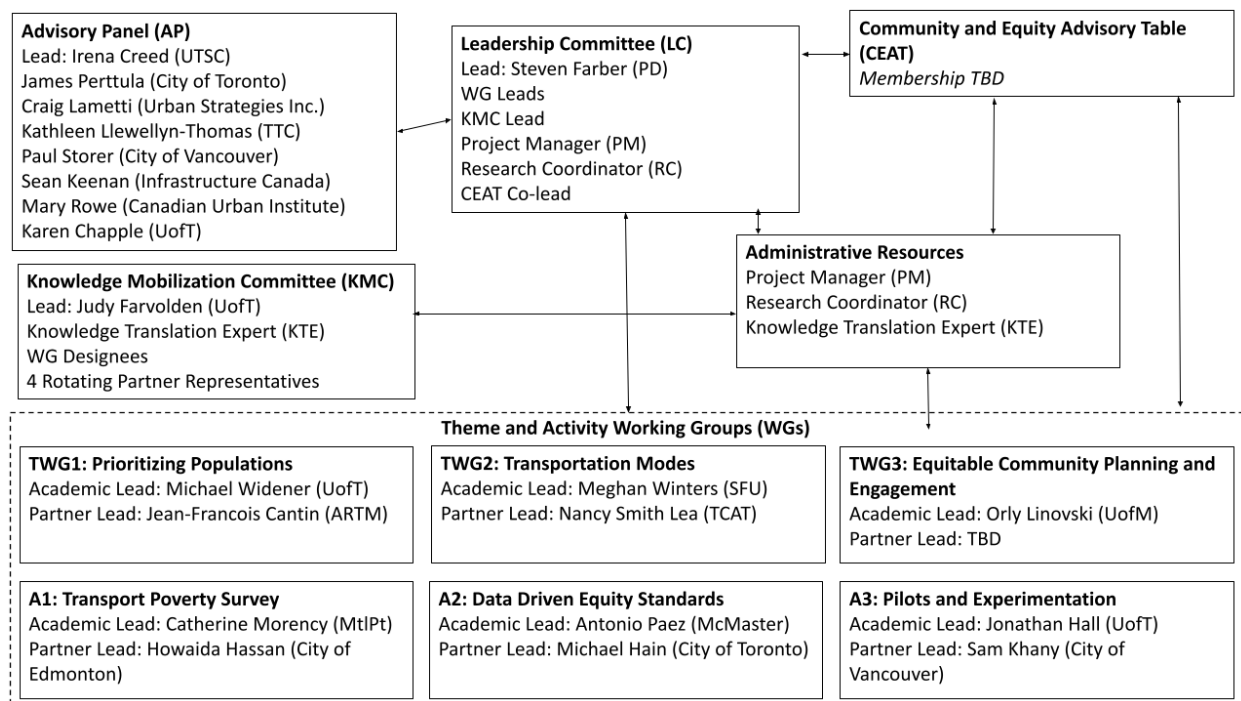 Advisory Panel (AP)
Lead: Irena Creed (UTSC)
James Perttula (City of Toronto)
Craig Lametti (Urban Strategies Inc.)
Kathleen Llewellyn-Thomas (TTC)
Paul Storer (City of Vancouver)
Sean Keenan (Infrastructure Canada)
Mary Rowe (Canadian Urban Institute)
Karen Chapple (UofT)
Leadership Committee (LC)
Lead: Steven Farber (PD)
WG Leads
KMC Lead
Project Manager (PM)
Research Coordinator (RC)
CEAT Co-lead
Community and Equity Advisory Table
(CEAT)
Membership TBD
Knowledge Mobilization Committee (KMC)
Lead: Judy Farvolden (UofT)
Knowledge Translation Expert (KTE)
WG Designees
4 Rotating Partner Representatives
Administrative Resources
Project Manager (PM)
Research Coordinator (RC)
Knowledge Translation Expert (KTE)
Theme and Activity Working Groups (WGs)
TWG1: Prioritizing Populations
Academic Lead: Michael Widener (UofT)
Partner Lead: Jean-Francois Cantin (ARTM)
TWG2: Transportation Modes
Academic Lead: Meghan Winters (SFU)
Partner Lead: Nancy Smith Lea (TCAT)
TWG3: Equitable Community Planning and
Engagement
Academic Lead: Orly Linovski (UofM)
Partner Lead: TBD
A1: Transport Poverty Survey
Academic Lead: Catherine Morency (MtlPt)
Partner Lead: Howaida Hassan (City of
Edmonton)
A2: Data Driven Equity Standards
Academic Lead: Antonio Paez (McMaster)
Partner Lead: Michael Hain (City of Toronto)
A3: Pilots and Experimentation
Academic Lead: Jonathan Hall (UofT)
Partner Lead: Sam Khany (City of
Vancouver)